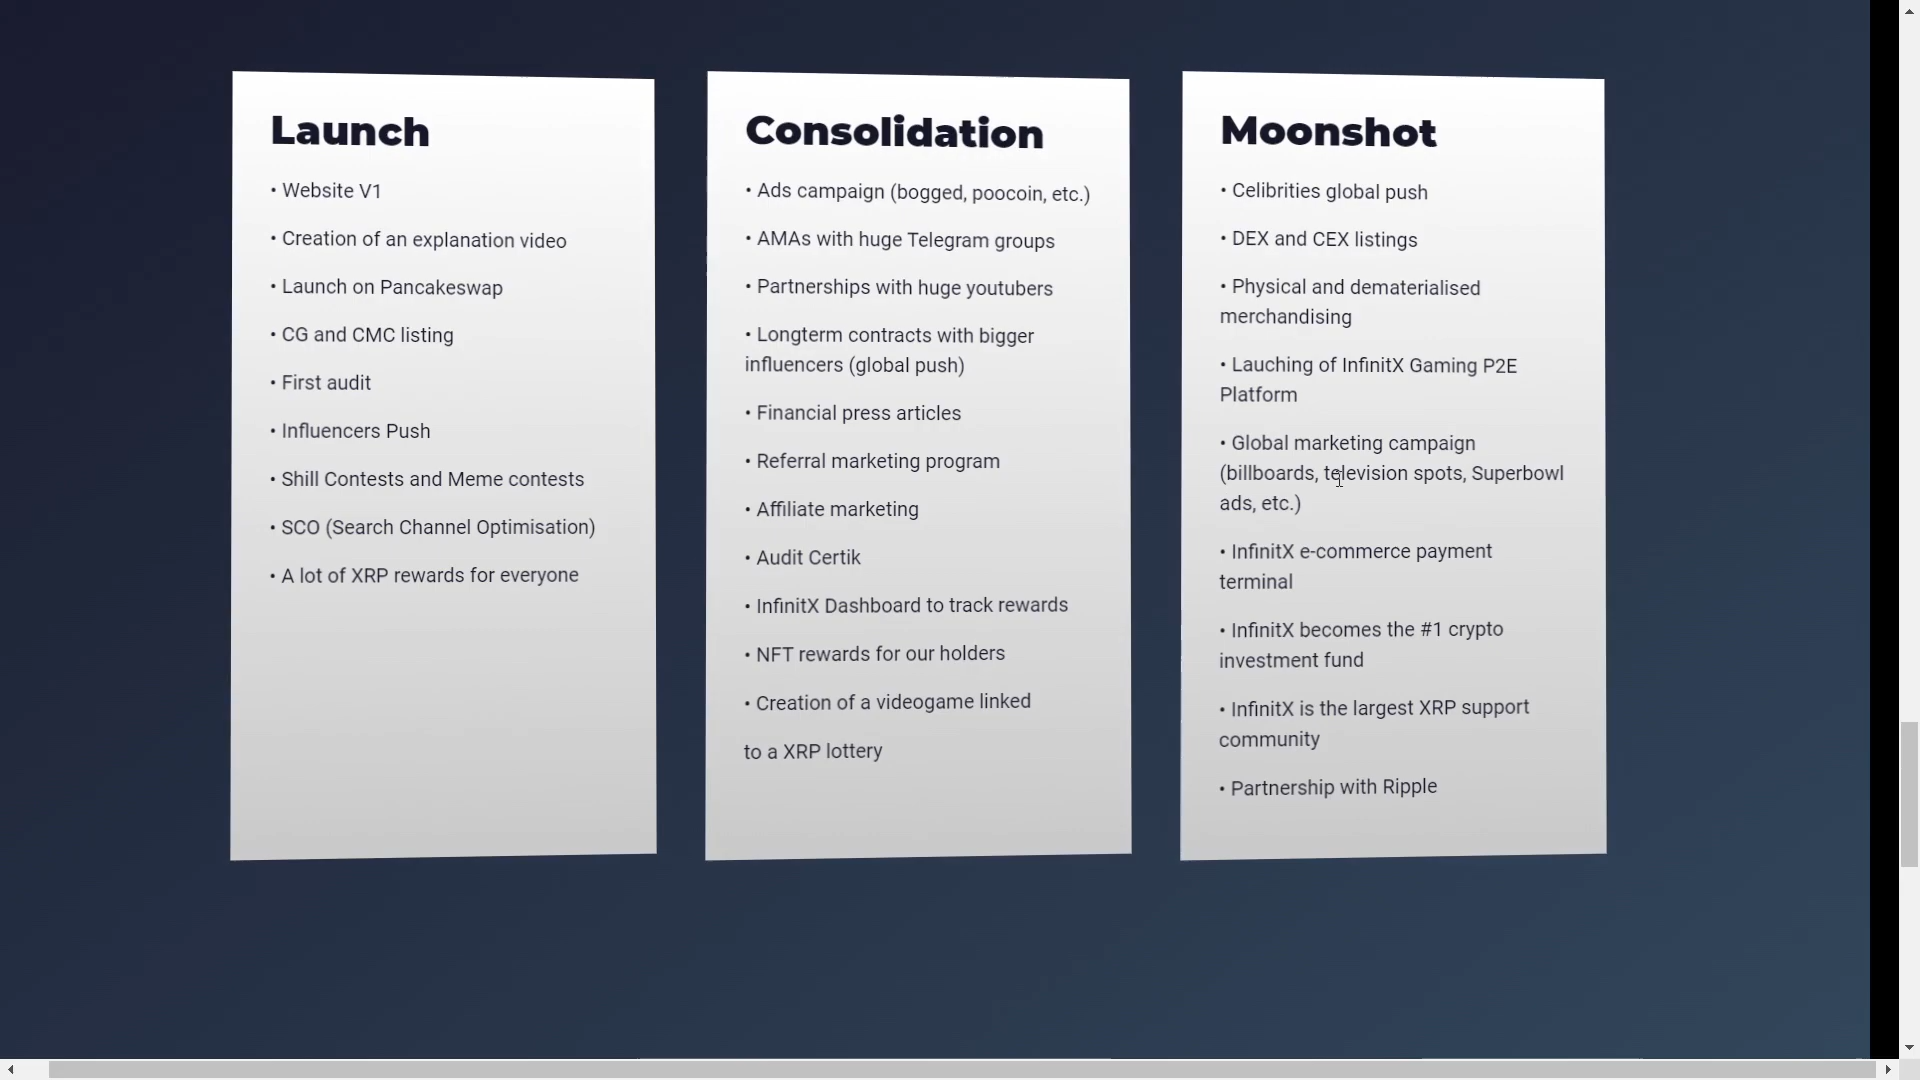 Launch
• Website V1
• Creation of an explanation video
• Launch on Pancakeswap
• CG and CMC listing
• First audit
• Influencers Push
• Shill Contests and Meme contests
• SCO (Search Channel Optimisation)
• A lot of XRP rewards for everyone
Consolidation
• Ads campaign (bogged, poocoin, etc.)
• AMAs with huge Telegram groups
• Partnerships with huge youtubers
• Longterm contracts with bigger
influencers (global push)
• Financial press articles
• Referral marketing program
• Affiliate marketing
• Audit Certik
• InfinitX Dashboard to track rewards
• NFT rewards for our holders
• Creation of a videogame linked
to a XRP lottery
Moonshot
• Celibrities global push
• DEX and CEX listings
• Physical and dematerialised
merchandising
• Lauching of InfinitX Gaming P2E
Platform
• Global marketing campaign
(billboards, television spots, Superbowl
ads, etc.)
• InfinitX e-commerce payment
terminal
• InfinitX becomes the #1 crypto
investment fund
• InfinitX is the largest XRP support
community
• Partnership with Ripple